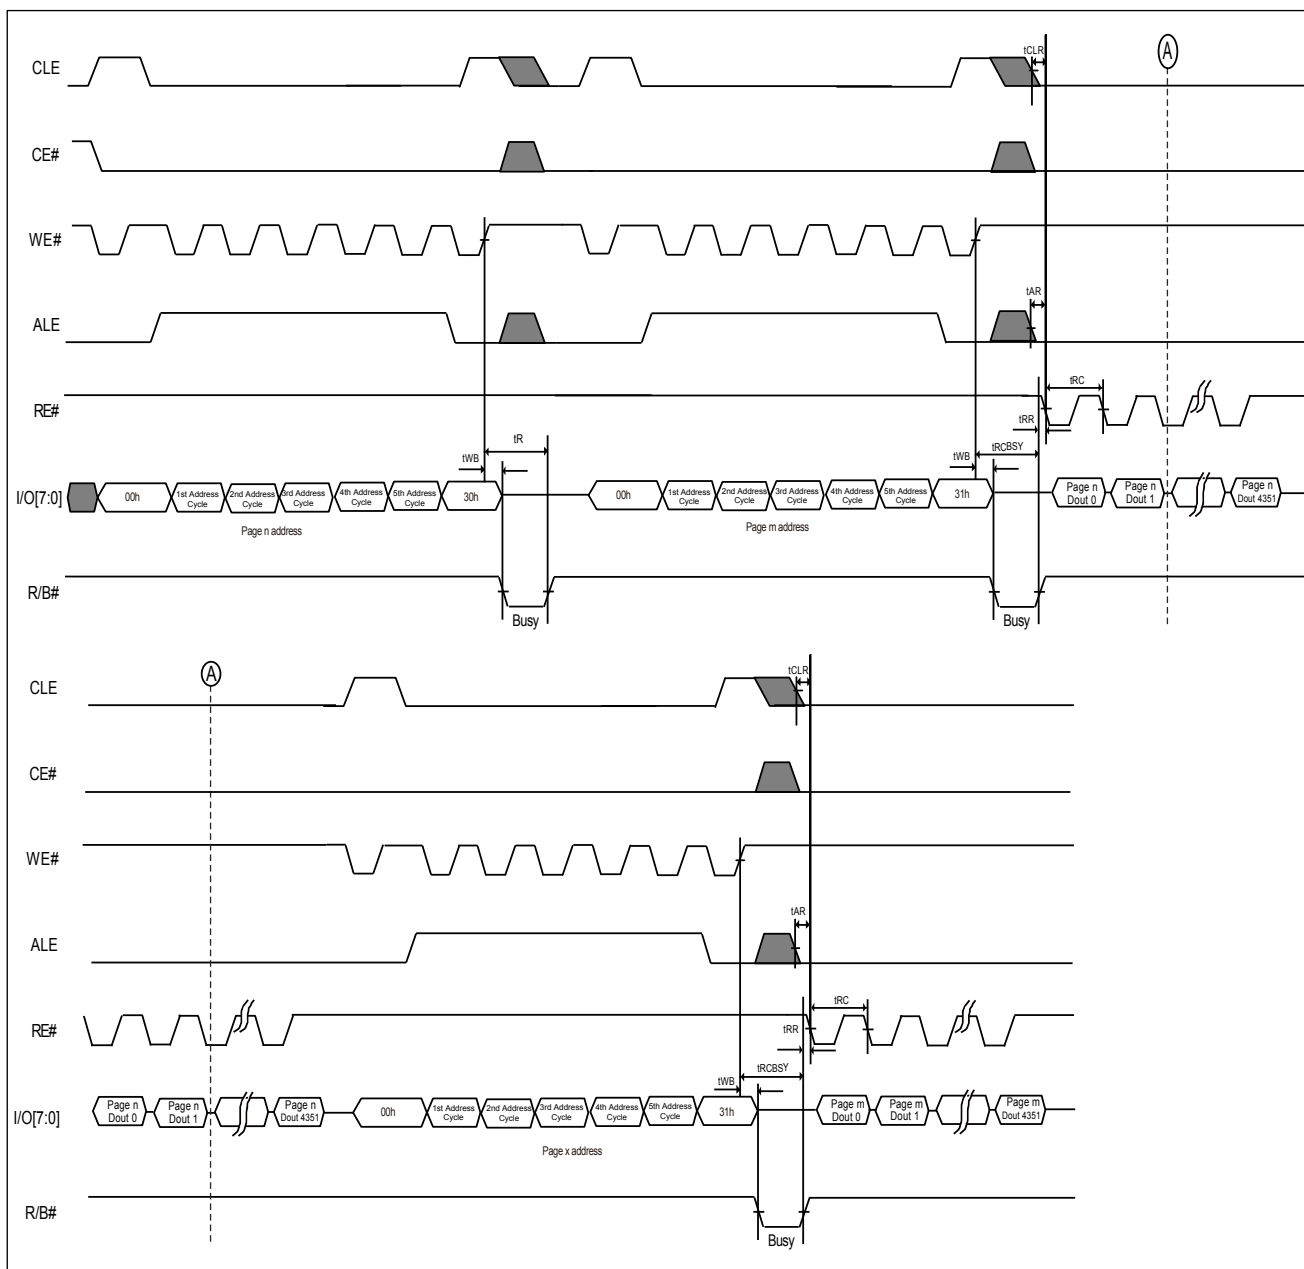 CLE
tCLR
A
CE#
WE#
ALE
tAR
RE#
tRC
tRR
tR
tWB
tRCBSY
tWB
I/O[7:0]
00h
1st Address Cycle
2nd Address Cycle
3rd Address Cycle
4th Address Cycle
5th Address Cycle
30h
00h
1st Address Cycle
2nd Address Cycle
3rd Address Cycle
4th Address Cycle
5th Address Cycle
31h
Page n Dout 0
Page n Dout 1
Page n Dout 4351
Page n address
Page m address
R/B#
Busy
Busy
A
CLE
tCLR
CE#
WE#
ALE
tAR
RE#
tRC
tRR
tRCBSY
tWB
I/O[7:0]
Page n Dout 0
Page n Dout 1
Page n Dout 4351
00h
1st Address Cycle
2nd Address Cycle
3rd Address Cycle
4th Address Cycle
5th Address Cycle
31h
Page m Dout 0
Page m Dout 1
Page m Dout 4351
Page x address
R/B#
Busy